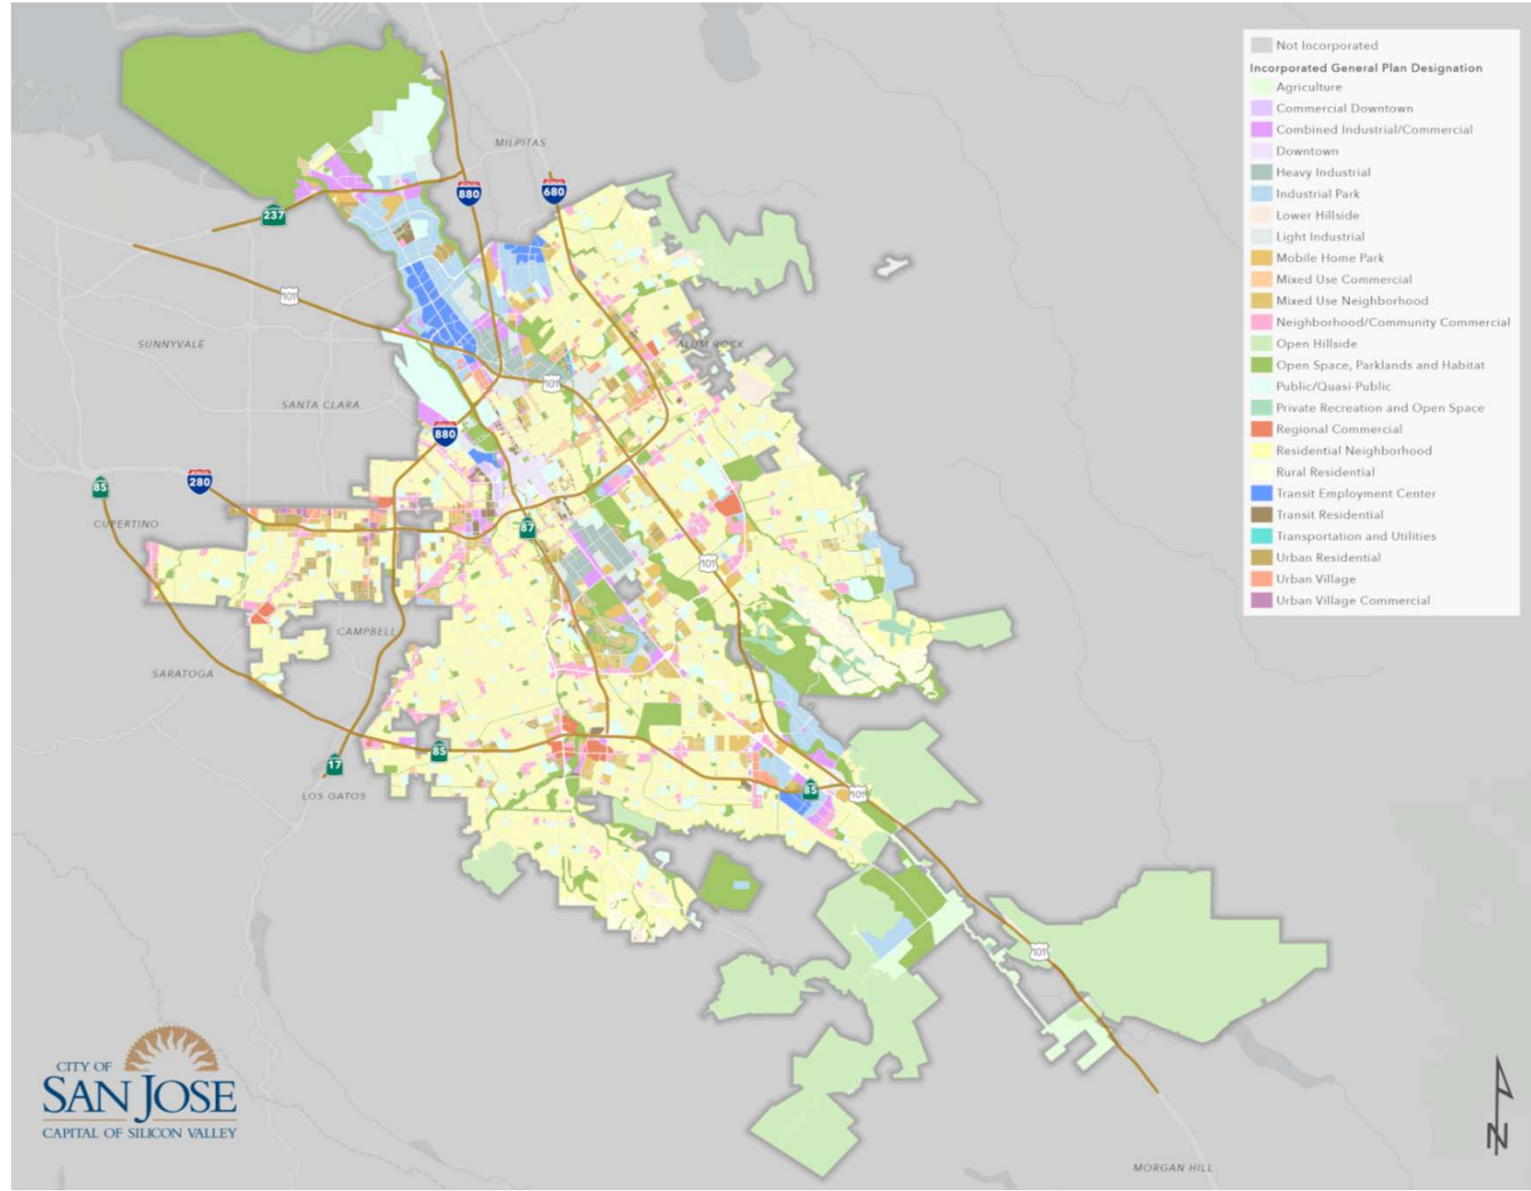 MILPITAS
880
680
237
101
SUNNYVALE
ALUM ROCK
101
SANTA CLARA
880
280
85
CUPERTINO
87
101
CAMPBELL
SARATOGA
85
17
85
101
LOS GATOS
101
MORGAN HILL
Not Incorporated
Incorporated General Plan Designation
Agriculture
Commercial Downtown
Combined Industrial/Commercial
Downtown
Heavy Industrial
Industrial Park
Lower Hillside
Light Industrial
Mobile Home Park
Mixed Use Commercial
Mixed Use Neighborhood
Neighborhood/Community Commercial
Open Hillside
Open Space, Parklands and Habitat
Public/Quasi-Public
Private Recreation and Open Space
Regional Commercial
Residential Neighborhood
Rural Residential
Transit Employment Center
Transit Residential
Transportation and Utilities
Urban Residential
Urban Village
Urban Village Commercial
CITY OF
SAN JOSE
CAPITAL OF SILICON VALLEY
N